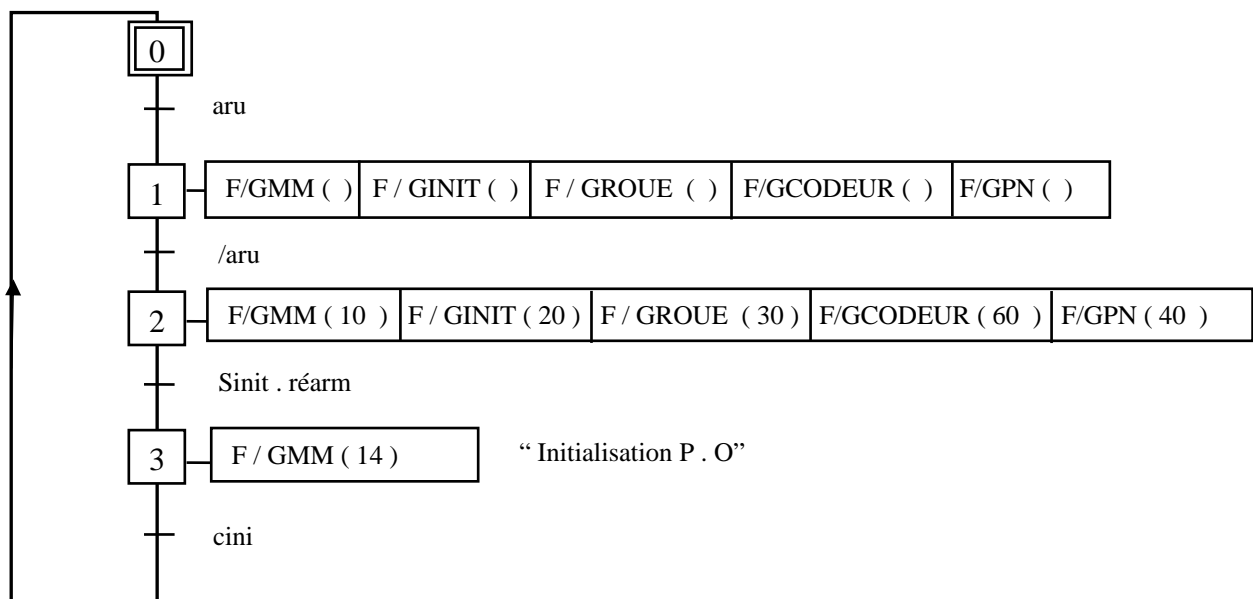 0
aru
1 F/GMM ( ) F / GINIT ( ) F / GROUE ( ) F/GCODEUR ( ) F/GPN ( )
/aru
2 F/GMM ( 10 ) F / GINIT ( 20 ) F / GROUE ( 30 ) F/GCODEUR ( 60 ) F/GPN ( 40 )
Sinit . réarm
3 F / GMM ( 14 ) “ Initialisation P . O”
cini